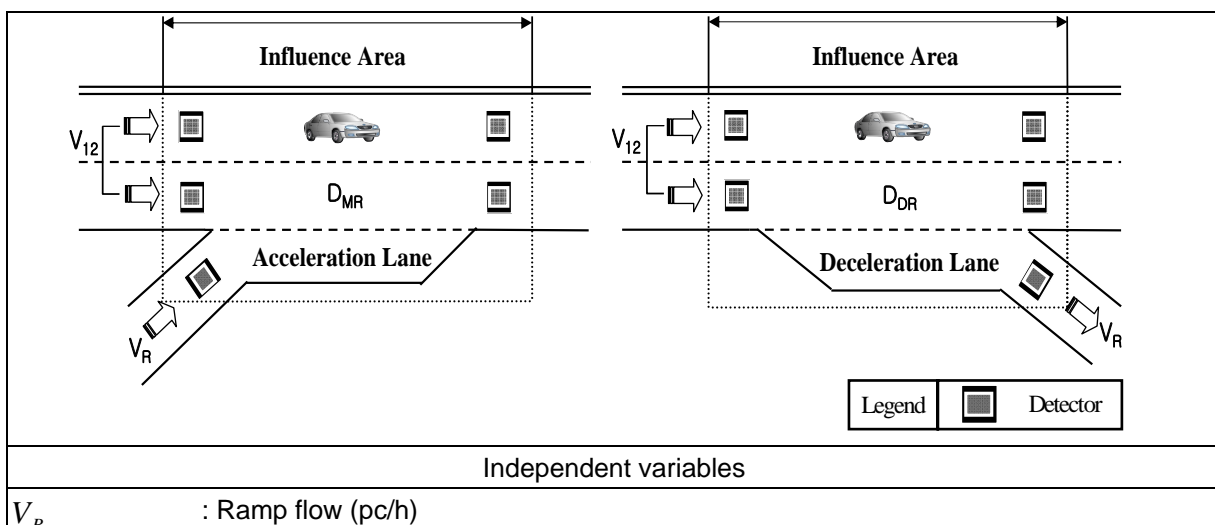 Influence Area
V12
DMR
Acceleration Lane
VR
Influence Area
V12
DDR
Deceleration Lane
VR
Legend Detector
Independent variables
VR : Ramp flow (pc/h)